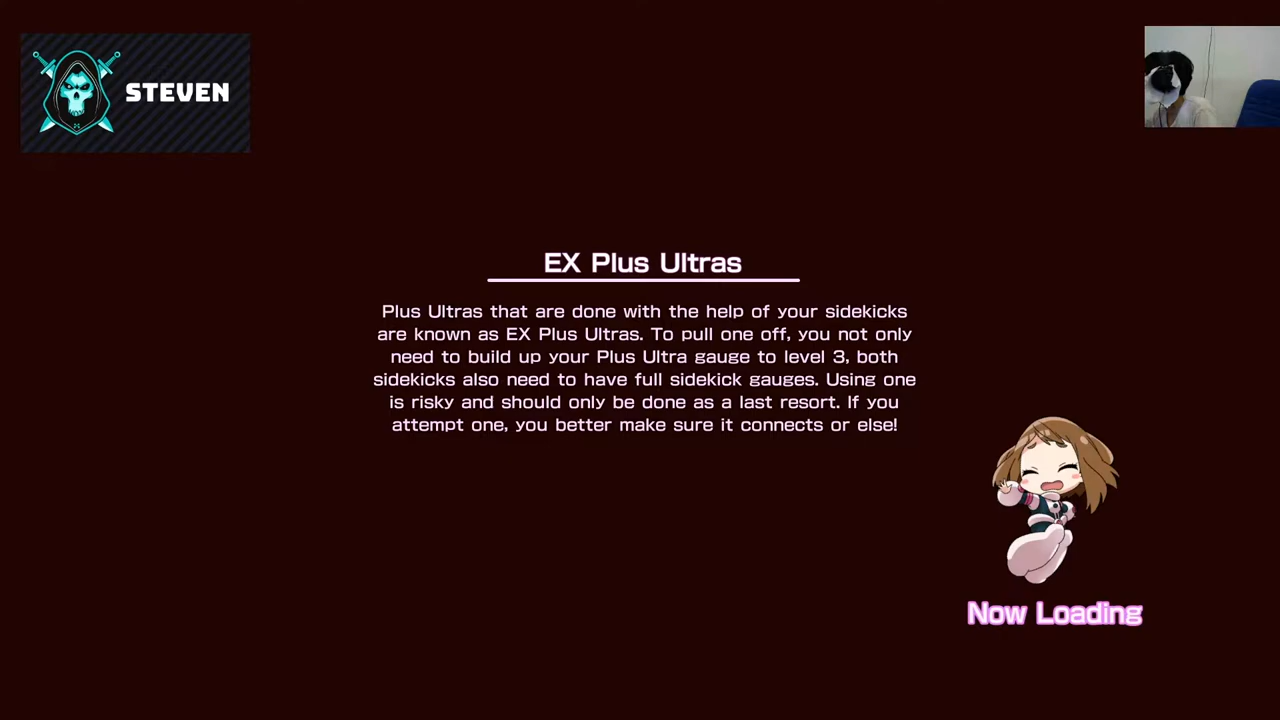 STEVEN
EX Plus Ultras
Plus Ultras that are done with the help of your sidekicks
are known as EX Plus Ultras. To pull one off, you not only
need to build up your Plus Ultra gauge to level 3, both
sidekicks also need to have full sidekick gauges. Using one
is risky and should only be done as a last resort. If you
attempt one, you better make sure it connects or else!
Now Loading